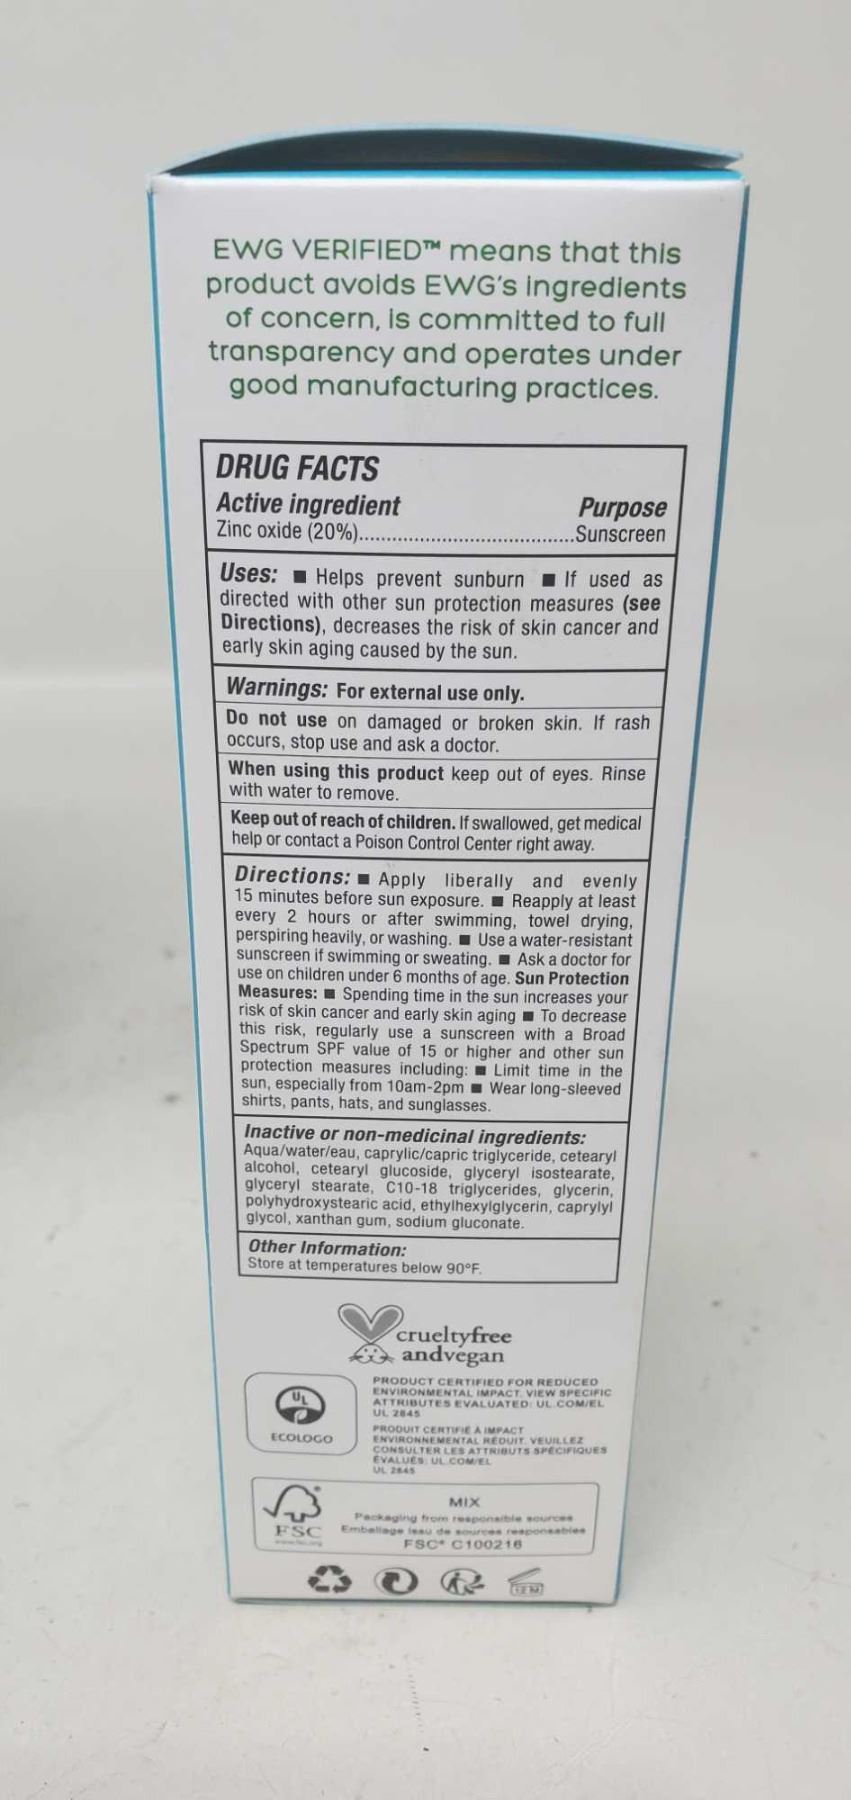 EWG VERIFIED™ means that this
product avoids EWG's ingredients
of concern, is committed to full
transparency and operates under
good manufacturing practices.
DRUG FACTS
Active ingredient Purpose
Zinc oxide (20%)........................................Sunscreen
Uses: ■ Helps prevent sunburn ■ If used as
directed with other sun protection measures (see
Directions), decreases the risk of skin cancer and
early skin aging caused by the sun.
Warnings: For external use only.
Do not use on damaged or broken skin. If rash
occurs, stop use and ask a doctor.
When using this product keep out of eyes. Rinse
with water to remove.
Keep out of reach of children. If swallowed, get medical
help or contact a Poison Control Center right away.
Directions: ■ Apply liberally and evenly
15 minutes before sun exposure. ■ Reapply at least
every 2 hours or after swimming, towel drying,
perspiring heavily, or washing. ■ Use a water-resistant
sunscreen if swimming or sweating. ■ Ask a doctor for
use on children under 6 months of age. Sun Protection
Measures: ■ Spending time in the sun increases your
risk of skin cancer and early skin aging ■ To decrease
this risk, regularly use a sunscreen with a Broad
Spectrum SPF value of 15 or higher and other sun
protection measures including: ■ Limit time in the
sun, especially from 10am-2pm ■ Wear long-sleeved
shirts, pants, hats, and sunglasses.
Inactive or non-medicinal ingredients:
Aqua/water/eau, caprylic/capric triglyceride, cetearyl
alcohol, cetearyl glucoside, glyceryl isostearate,
glyceryl stearate, C10-18 triglycerides, glycerin,
polyhydroxystearic acid, ethylhexylglycerin, caprylyl
glycol, xanthan gum, sodium gluconate.
Other Information:
Store at temperatures below 90°F.
crueltyfree
andvegan
UL
ECOLOGO
PRODUCT CERTIFIED FOR REDUCED
ENVIRONMENTAL IMPACT. VIEW SPECIFIC
ATTRIBUTES EVALUATED: UL.COM/EL
UL 2845
PRODUIT CERTIFIÉ À IMPACT
ENVIRONNEMENTAL RÉDUIT. VEUILLEZ
CONSULTER LES ATTRIBUTS SPÉCIFIQUES
ÉVALUÉS: UL.COM/EL
UL 2845
FSC
www.fsc.org
MIX
Packaging from responsible sources
Emballage issu de sources responsables
FSC® C100216
12 M